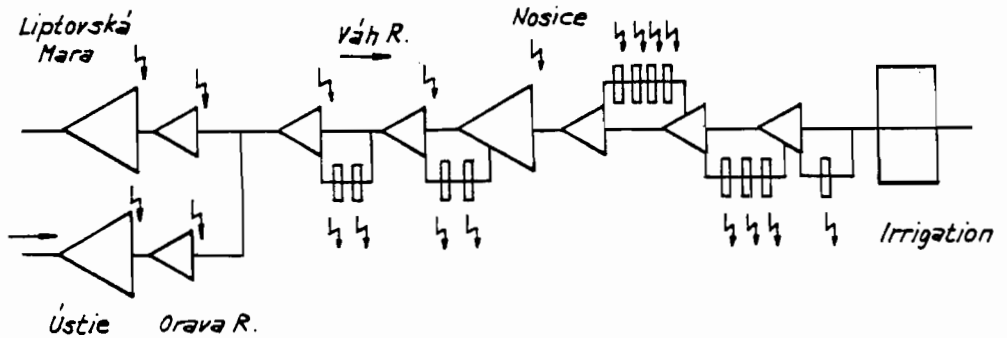 Liptovská
Mara
Váh R.
Nosice
Irrigation
Ústie
Orava R.